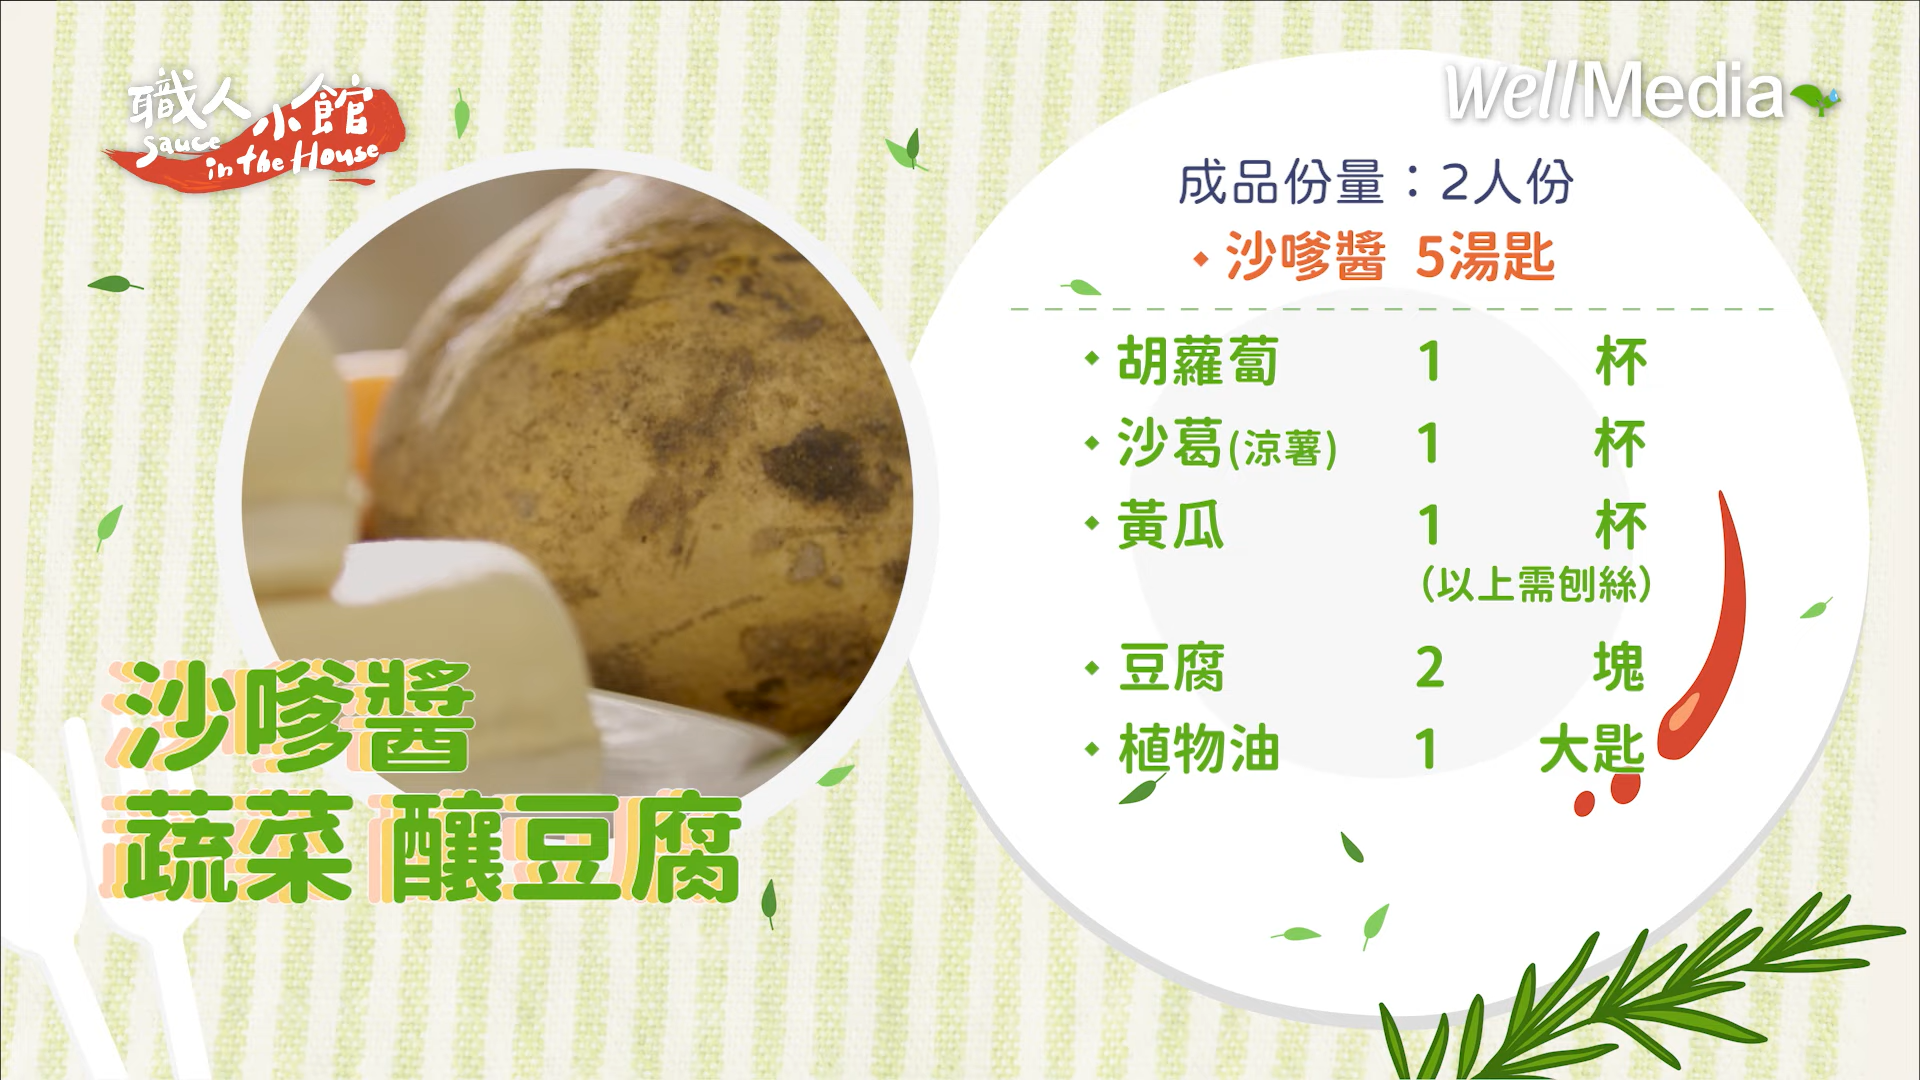 職人小館
sauce in the House
WellMedia
成品份量：2人份
沙嗲醬 5湯匙
胡蘿蔔 1 杯
沙葛(涼薯) 1 杯
黃瓜 1 杯
(以上需刨絲)
豆腐 2 塊
植物油 1 大匙
沙嗲醬
蔬菜 釀豆腐